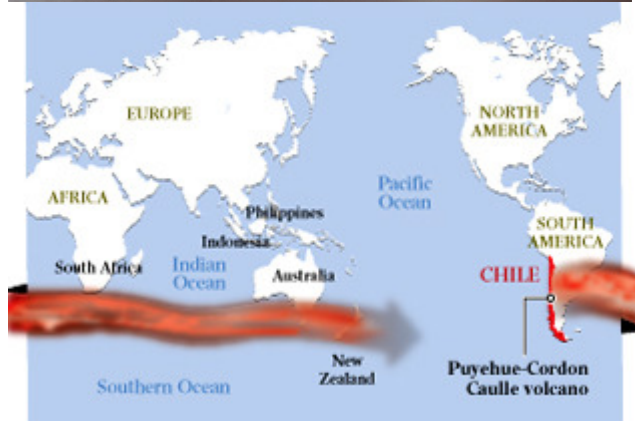 EUROPE
NORTH
AMERICA
AFRICA
Pacific
Ocean
Philippines
Indonesia
SOUTH
AMERICA
South Africa
Indian
Ocean
Australia
CHILE
New
Zealand
Puyehue-Cordon
Caulle volcano
Southern Ocean